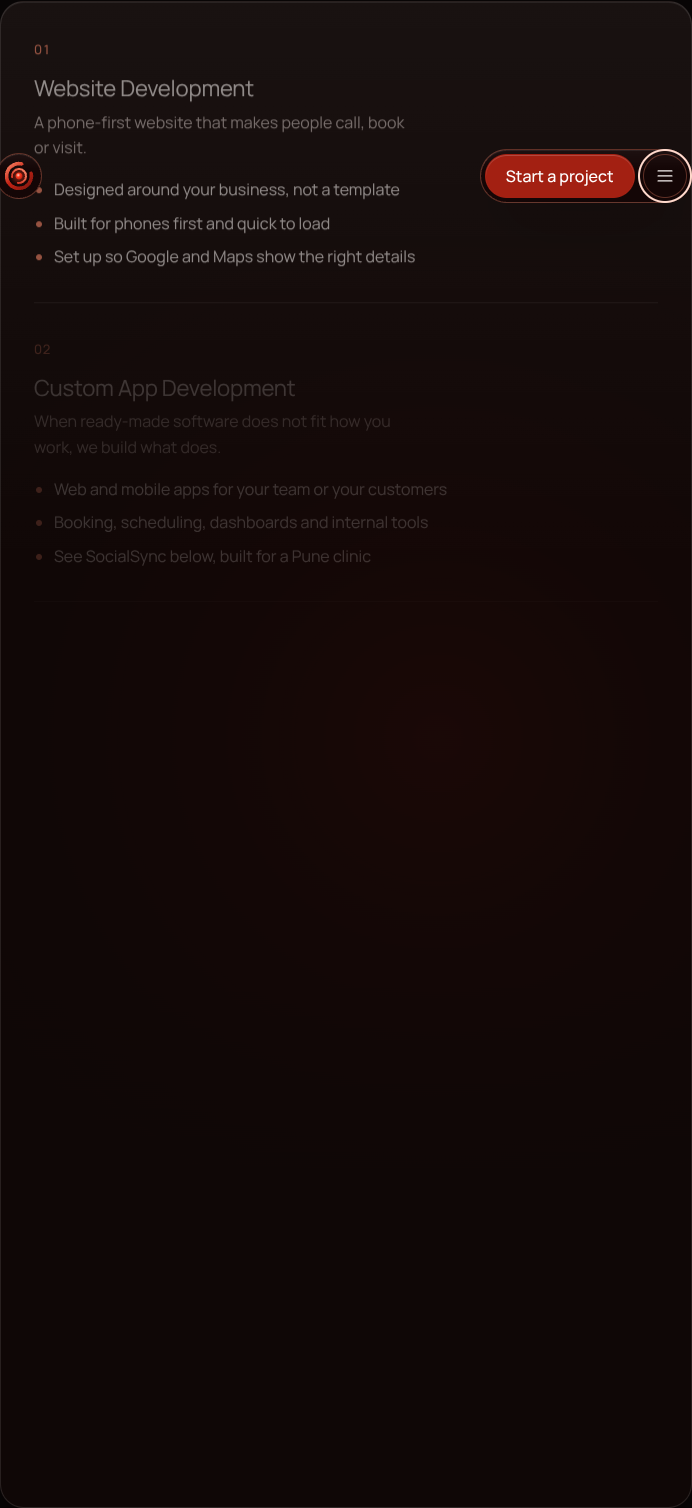 01
Website Development
A phone-first website that makes people call, book
or visit.
Start a project
Designed around your business, not a template
Built for phones first and quick to load
Set up so Google and Maps show the right details
02
Custom App Development
When ready-made software does not fit how you
work, we build what does.
Web and mobile apps for your team or your customers
Booking, scheduling, dashboards and internal tools
See SocialSync below, built for a Pune clinic